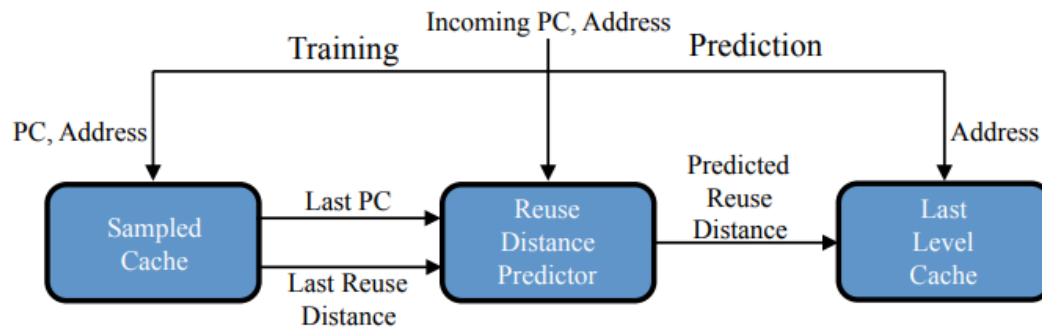 Incoming PC, Address
Training
Prediction
PC, Address
Address
Sampled
Cache
Last PC
Last Reuse
Distance
Reuse
Distance
Predictor
Predicted
Reuse
Distance
Last
Level
Cache